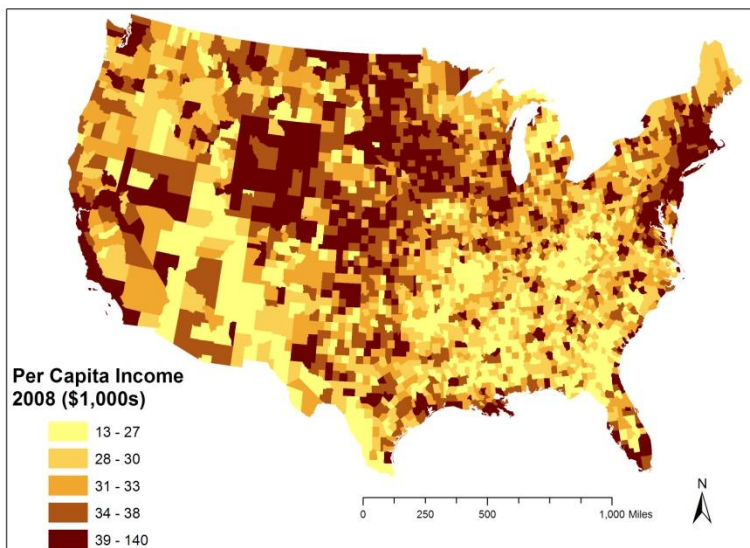 Per Capita Income
2008 ($1,000s)
13 - 27
28 - 30
31 - 33
34 - 38
39 - 140
N
0 250 500 1,000 Miles